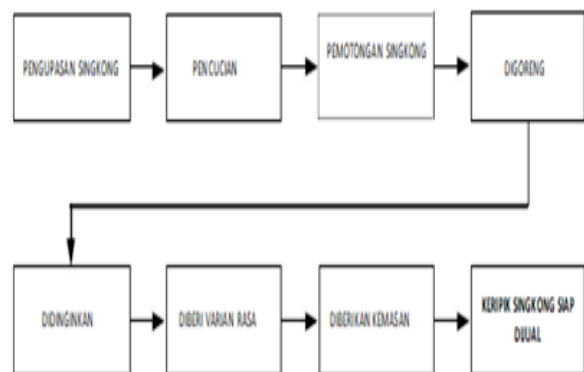 PENGUPASAN SINGKONG
PENCUCIAN
PEMOTONGAN SINGKONG
DIGORENG
DIDINGINKAN
DIBERI VARIAN RASA
DIBERIKAN KEMASAN
KERIPIK SINGKONG SIAP
DIJUAL